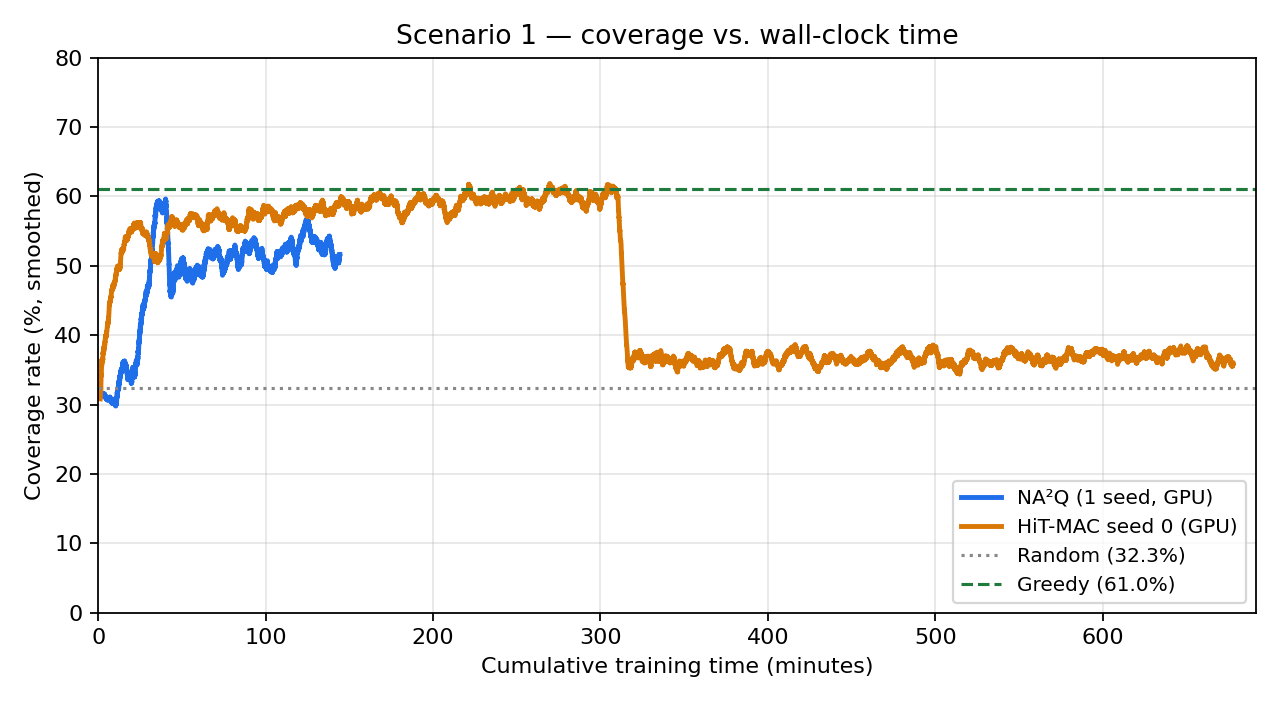 Scenario 1 — coverage vs. wall-clock time
Coverage rate (%, smoothed)
80
70
60
50
40
30
20
10
0
0 100 200 300 400 500 600
Cumulative training time (minutes)
NA²Q (1 seed, GPU)
HiT-MAC seed 0 (GPU)
Random (32.3%)
Greedy (61.0%)